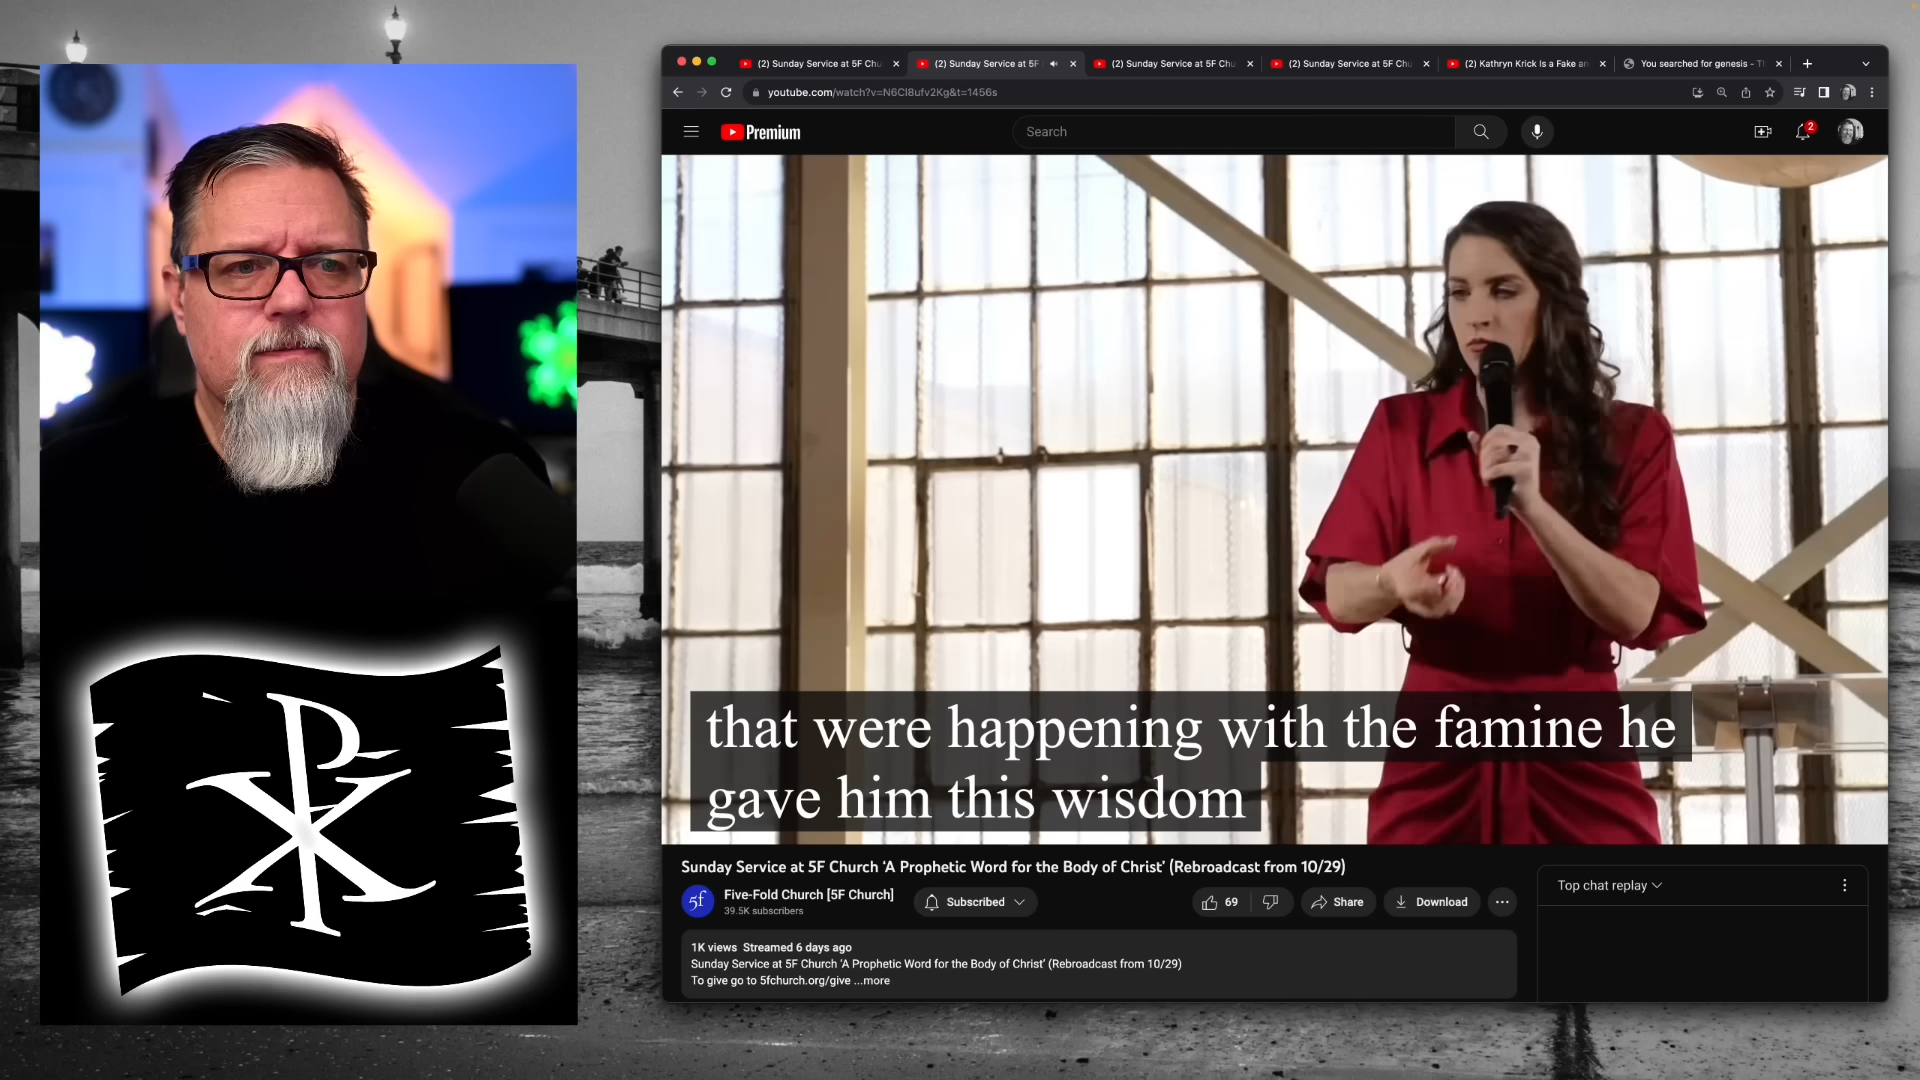 (2) Sunday Service at 5F Chu
(2) Sunday Service at 5F
(2) Sunday Service at 5F Chu
(2) Sunday Service at 5F Chu
(2) Kathryn Krick Is a Fake an
You searched for genesis - T
youtube.com/watch?v=N6Cl8ufv2Kg&t=1456s
Premium
Search
2
that were happening with the famine he
gave him this wisdom
Sunday Service at 5F Church 'A Prophetic Word for the Body of Christ' (Rebroadcast from 10/29)
5f
Five-Fold Church [5F Church]
39.5K subscribers
Subscribed
69
Share
Download
Top chat replay
1K views Streamed 6 days ago
Sunday Service at 5F Church 'A Prophetic Word for the Body of Christ' (Rebroadcast from 10/29)
To give go to 5fchurch.org/give ...more